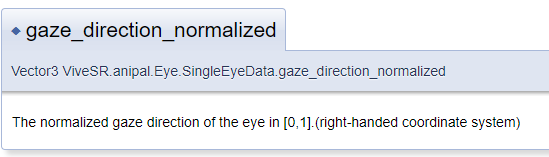 gaze_direction_normalized
Vector3 ViveSR.anipal.Eye.SingleEyeData.gaze_direction_normalized
The normalized gaze direction of the eye in [0,1].(right-handed coordinate system)